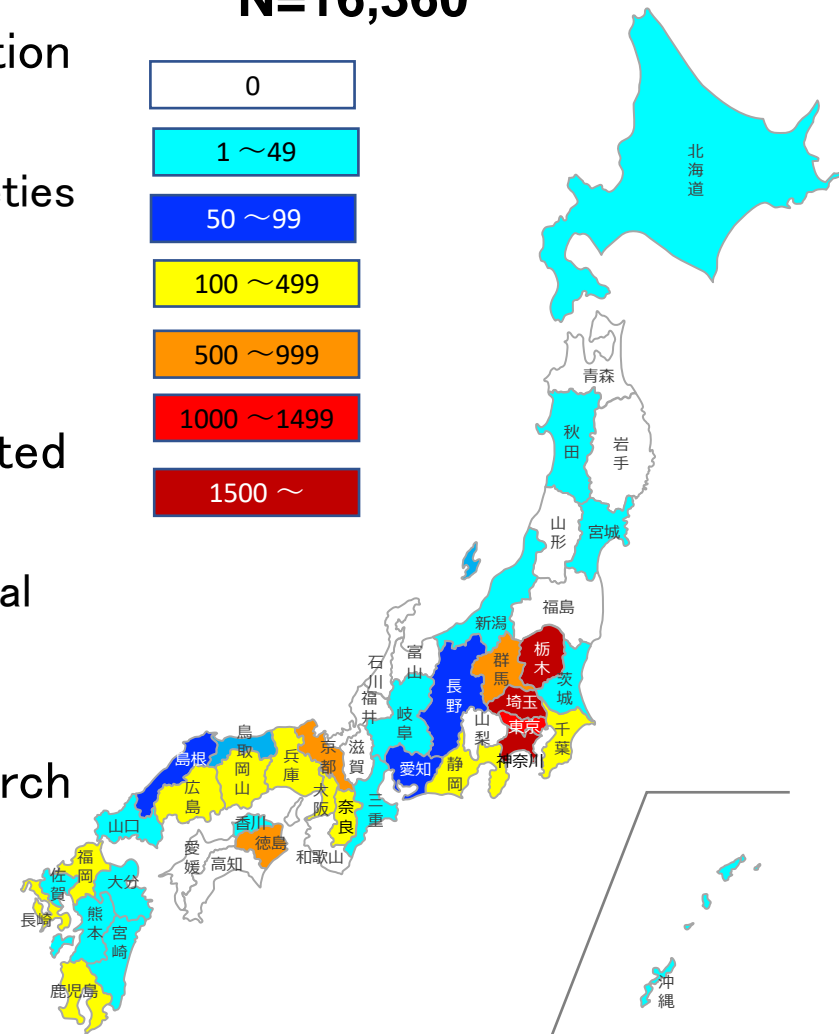 N=16,360
tion
0
1 ～49
ties
50 ～99
100 ～499
500 ～999
1000 ～1499
ted
1500 ～
al
rch
北海道
青森
秋田
岩手
山形
宮城
福島
新潟
富山
石川
福井
群馬
栃木
茨城
長野
埼玉
東京
千葉
山梨
神奈川
岐阜
静岡
愛知
滋賀
三重
京都
大阪
奈良
和歌山
兵庫
鳥取
岡山
島根
広島
山口
香川
徳島
愛媛
高知
福岡
佐賀
長崎
大分
熊本
宮崎
鹿児島
沖縄